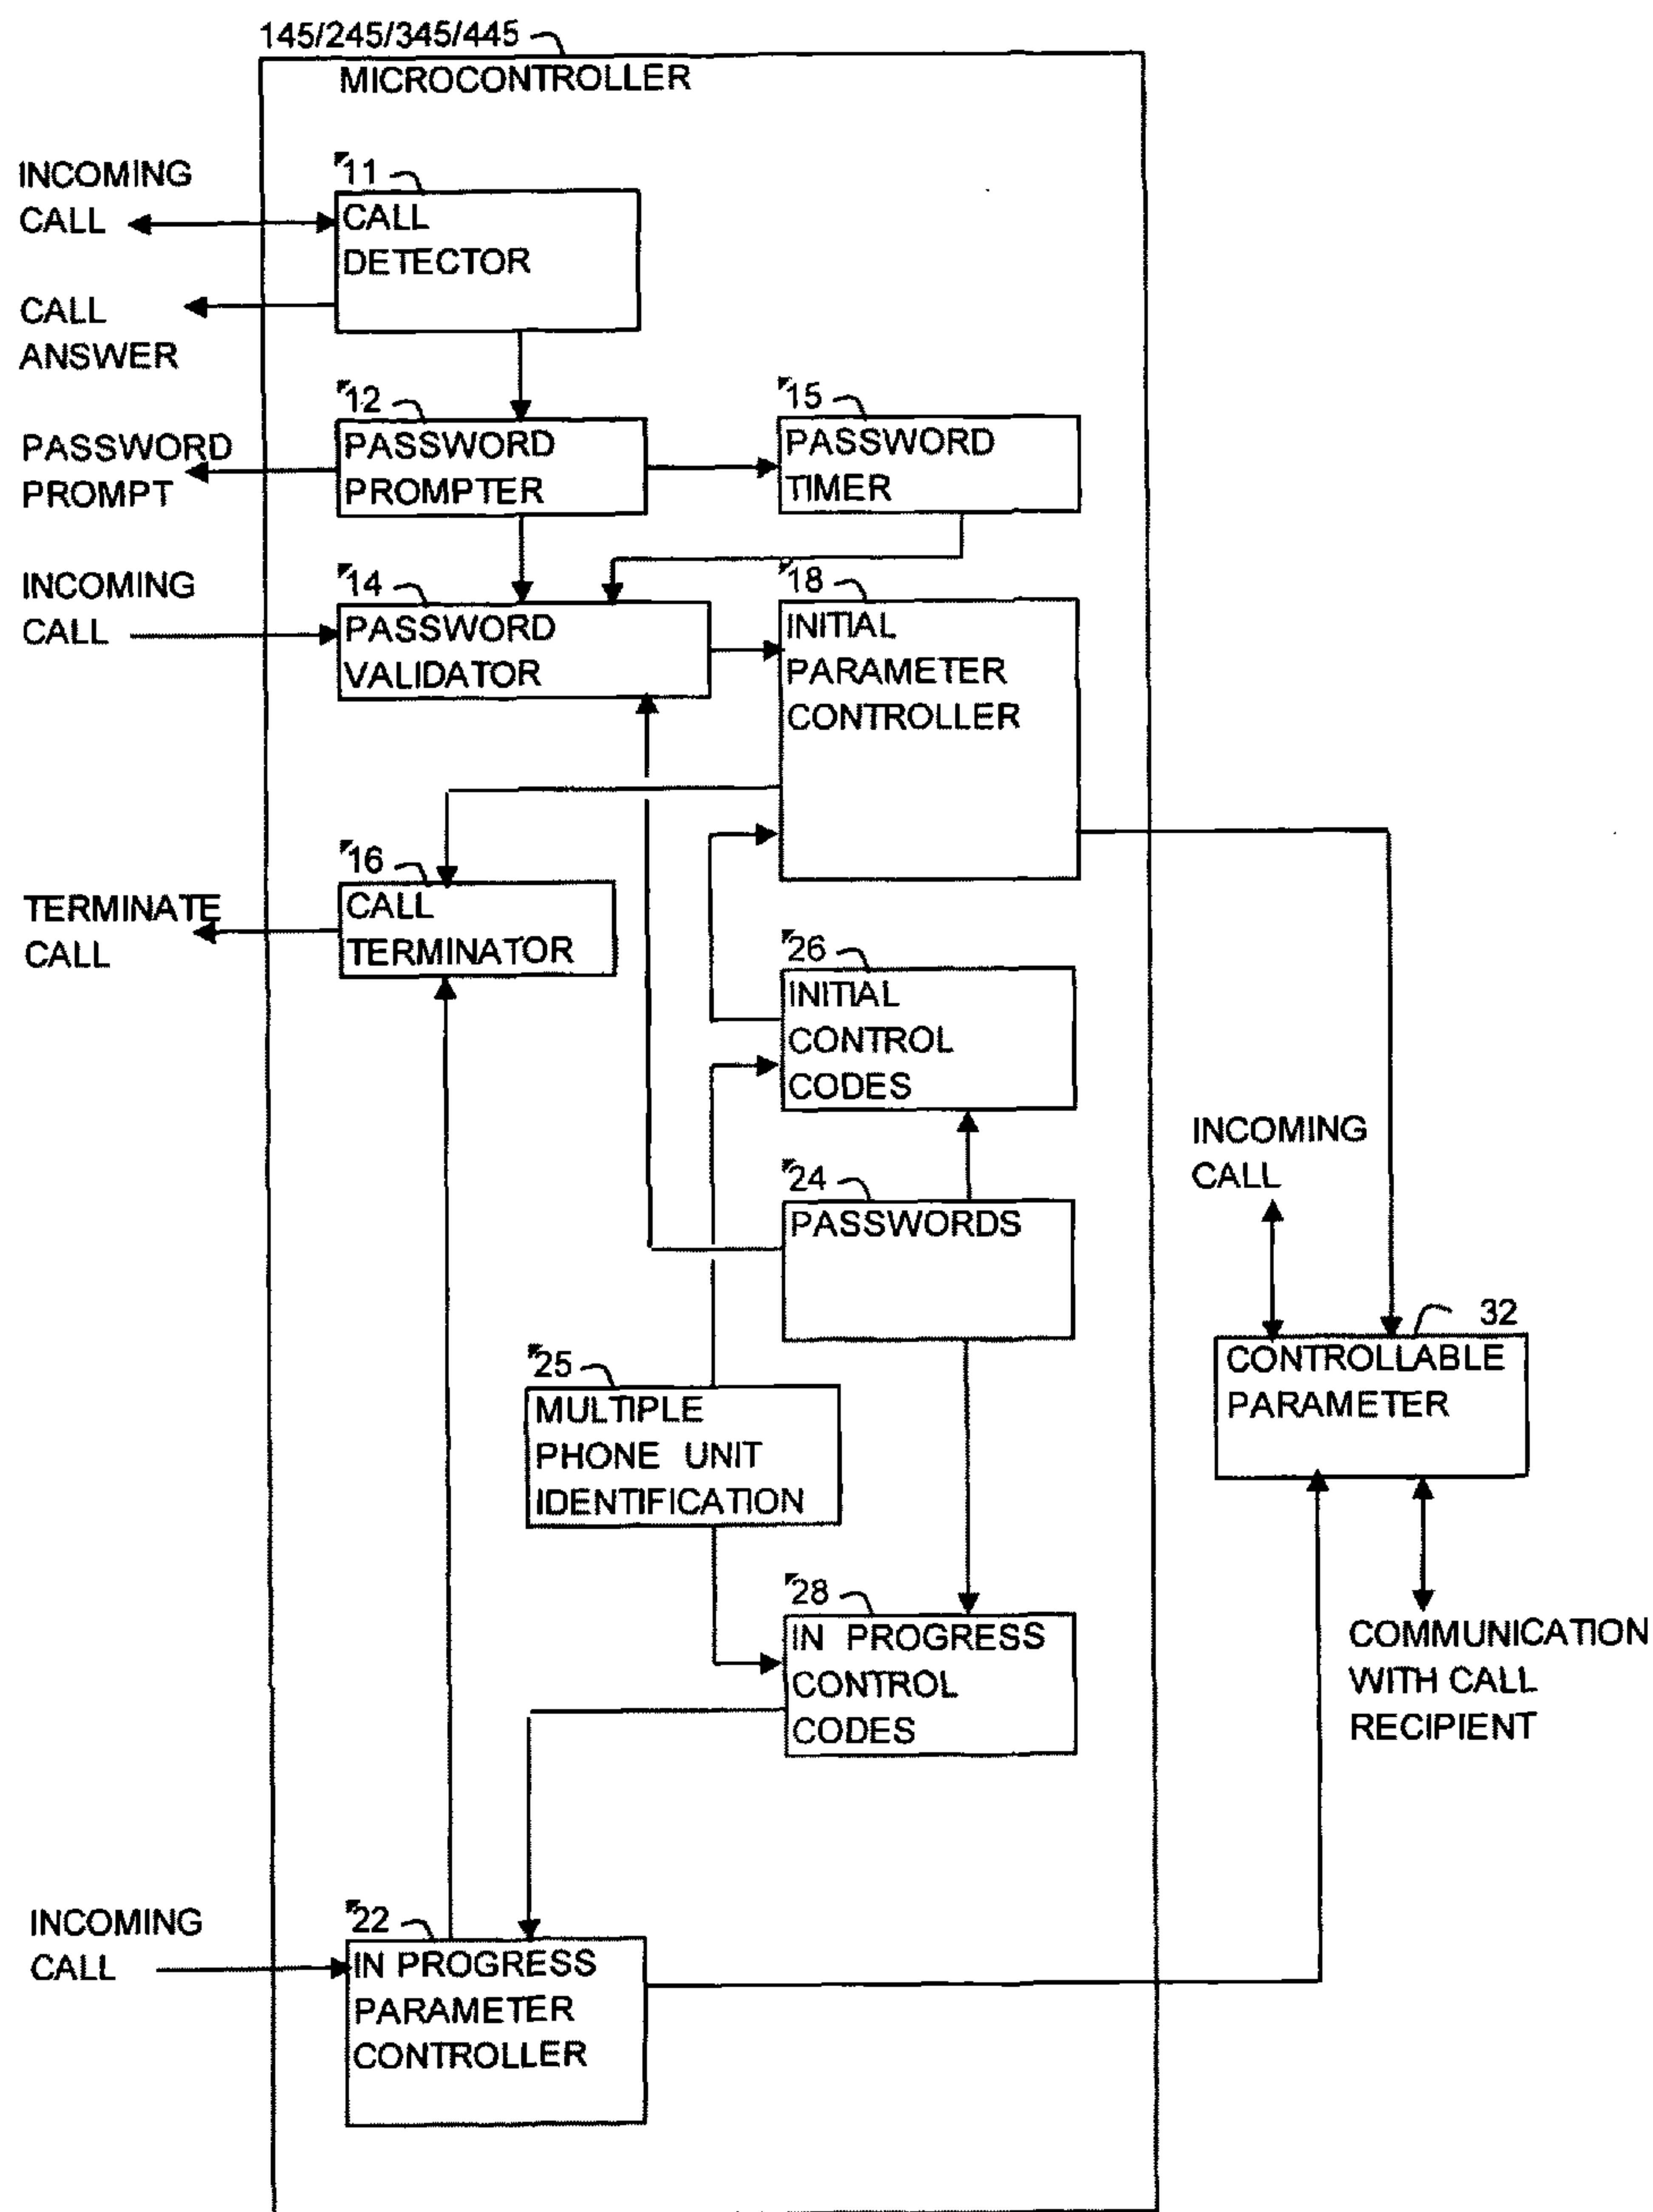 145/245/345/445
MICROCONTROLLER
INCOMING
CALL
11
CALL
DETECTOR
CALL
ANSWER
12
PASSWORD
PROMPTER
15
PASSWORD
TIMER
PASSWORD
PROMPT
INCOMING
CALL
14
PASSWORD
VALIDATOR
18
INITIAL
PARAMETER
CONTROLLER
16
CALL
TERMINATOR
TERMINATE
CALL
26
INITIAL
CONTROL
CODES
INCOMING
CALL
24
PASSWORDS
32
CONTROLLABLE
PARAMETER
25
MULTIPLE
PHONE UNIT
IDENTIFICATION
28
IN PROGRESS
CONTROL
CODES
COMMUNICATION
WITH CALL
RECIPIENT
INCOMING
CALL
22
IN PROGRESS
PARAMETER
CONTROLLER